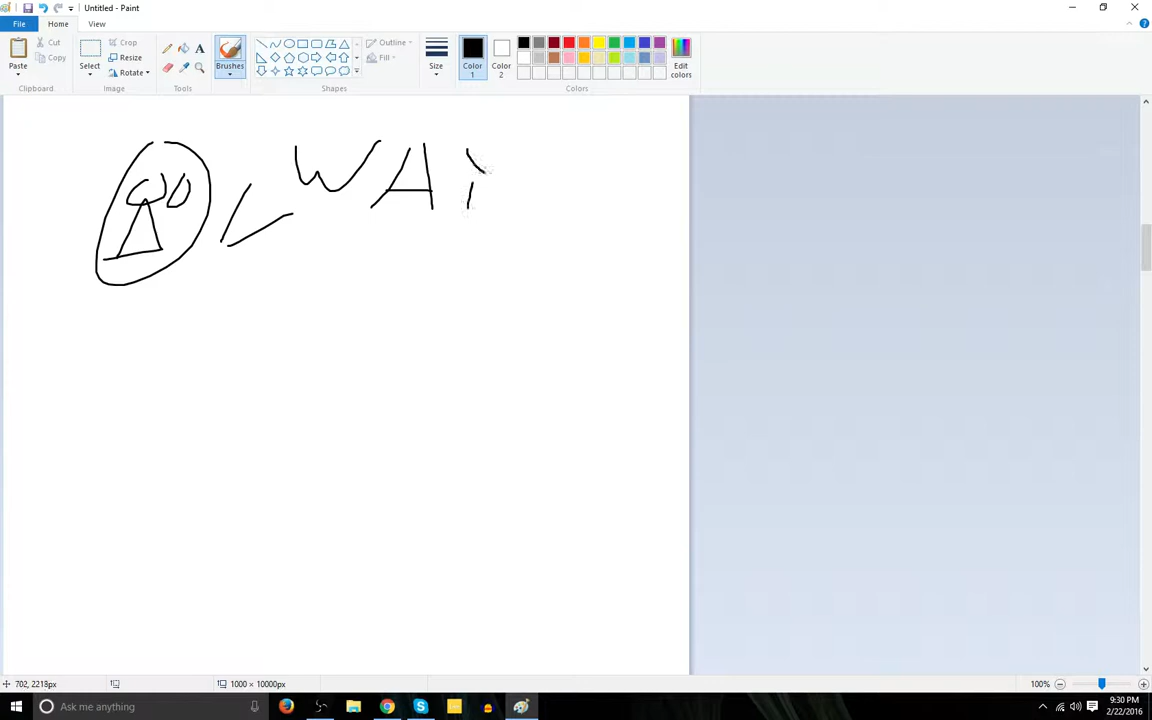 Untitled - Paint
File Home View
Paste Cut Copy Select Crop Resize Rotate Brushes Outline Fill Size Color 1 Color 2 Edit colors
Clipboard Image Tools Shapes Colors
L WA
702, 2218px 1000 × 10000px 100%
Ask me anything 9:30 PM
2/22/2016